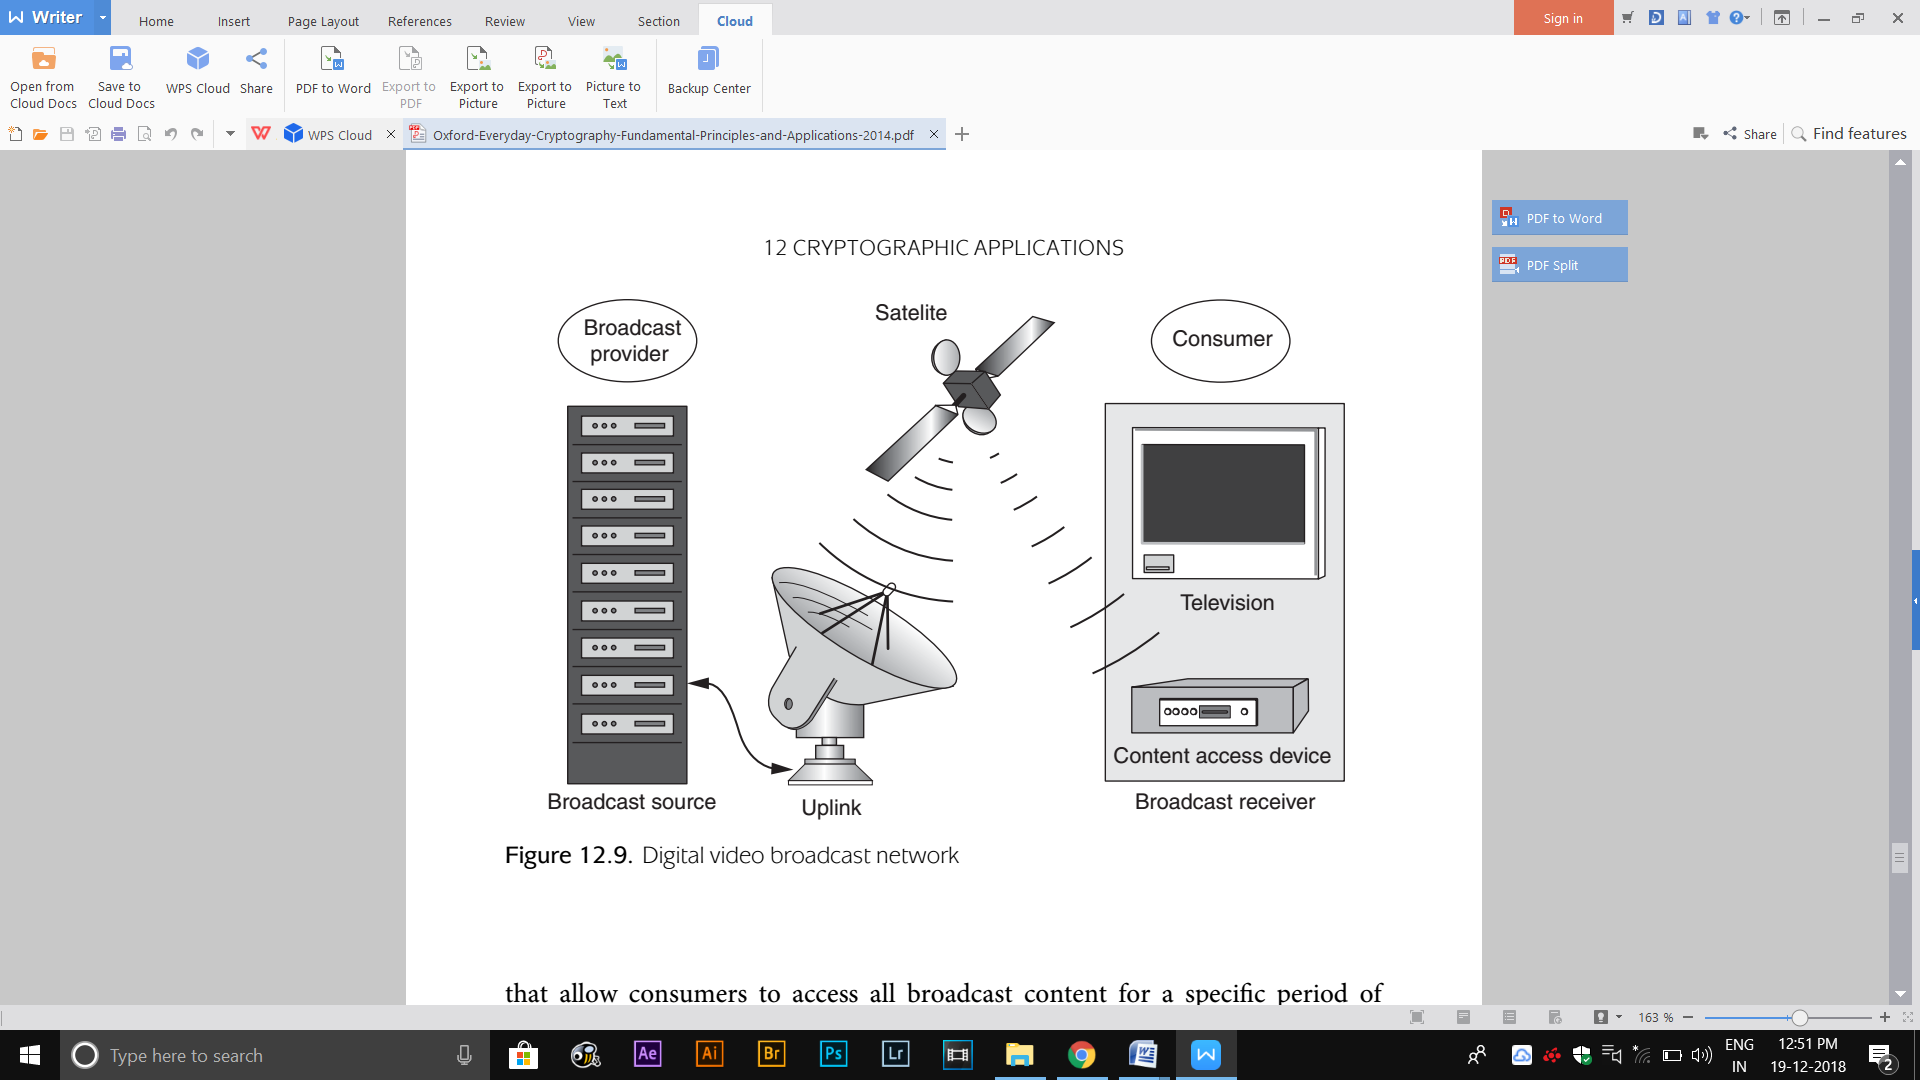 Writer
Home
Insert
Page Layout
References
Review
View
Section
Cloud
Sign in
Open from
Cloud Docs
Save to
Cloud Docs
WPS Cloud
Share
PDF to Word
Export to
PDF
Export to
Picture
Export to
Picture
Picture to
Text
Backup Center
WPS Cloud
Oxford-Everyday-Cryptography-Fundamental-Principles-and-Applications-2014.pdf
Share
Find features
PDF to Word
PDF Split
12 CRYPTOGRAPHIC APPLICATIONS
Broadcast
provider
Satelite
Consumer
Television
Content access device
Broadcast source
Uplink
Broadcast receiver
Figure 12.9. Digital video broadcast network
that allow consumers to access all broadcast content for a specific period of
163 %
Type here to search
Ae
Ai
Br
Ps
Lr
ENG
IN
12:51 PM
19-12-2018
2